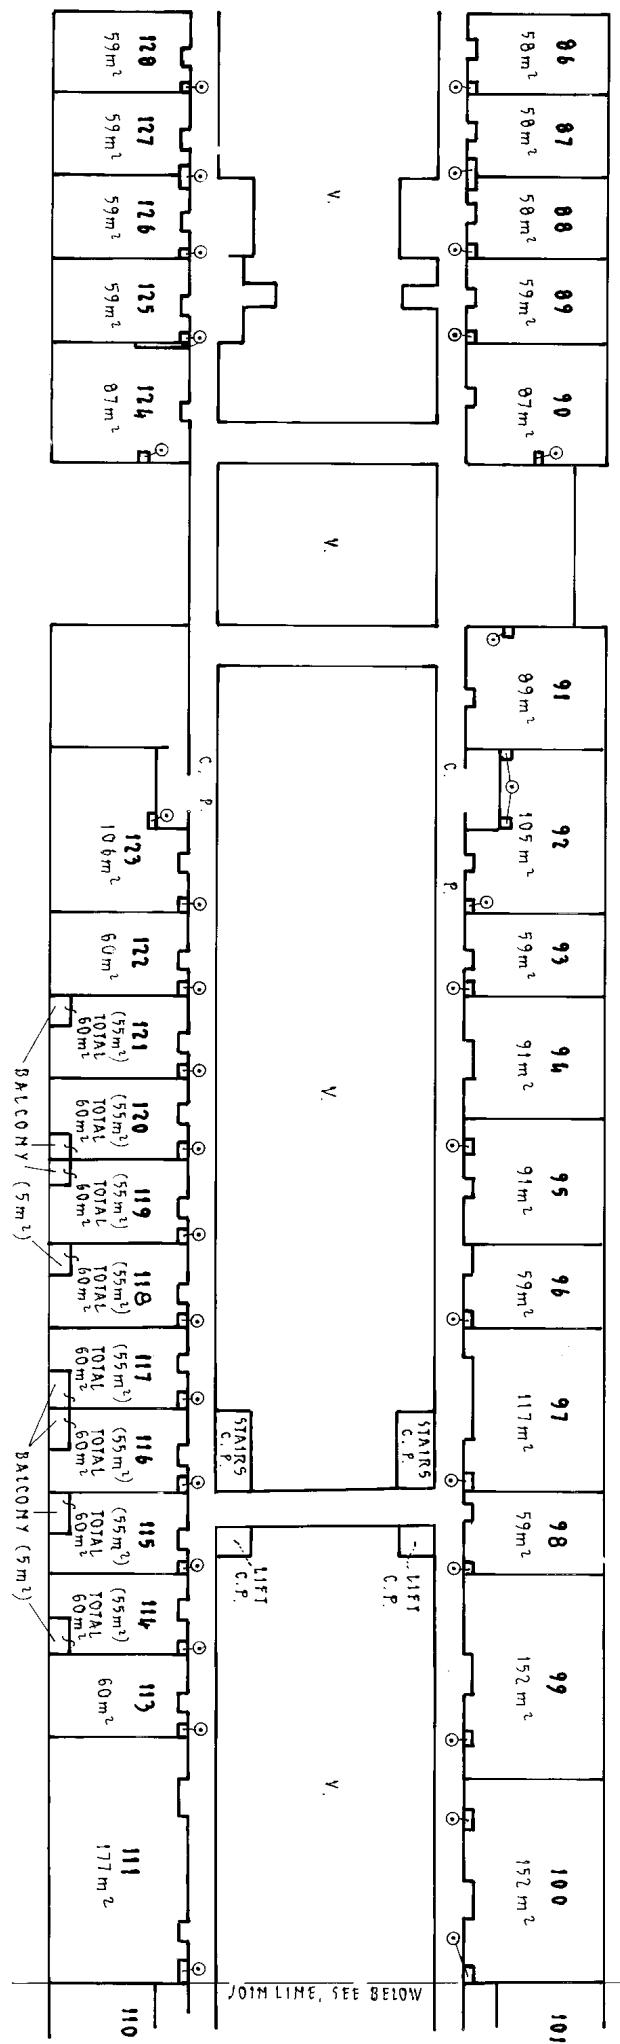 86
58m²
87
58m²
88
58m²
89
59m²
90
87m²
91
89m²
92
105m²
93
59m²
94
91m²
95
91m²
96
59m²
97
117m²
98
59m²
99
152m²
100
152m²
101
V.
V.
C. P.
C. P.
V.
STAIRS
C. P.
STAIRS
C. P.
LIFT
C. P.
LIFT
C. P.
V.
JOIN LINE, SEE BELOW
128
59m²
127
59m²
126
59m²
125
59m²
124
87m²
123
106m²
122
60m²
121
(55m²)
TOTAL
60m²
120
(55m²)
TOTAL
60m²
119
(55m²)
TOTAL
60m²
118
(55m²)
TOTAL
60m²
117
(55m²)
TOTAL
60m²
116
(55m²)
TOTAL
60m²
115
(55m²)
TOTAL
60m²
114
(55m²)
TOTAL
60m²
113
60m²
111
177m²
110
BALCONY (5m²)
BALCONY (5m²)